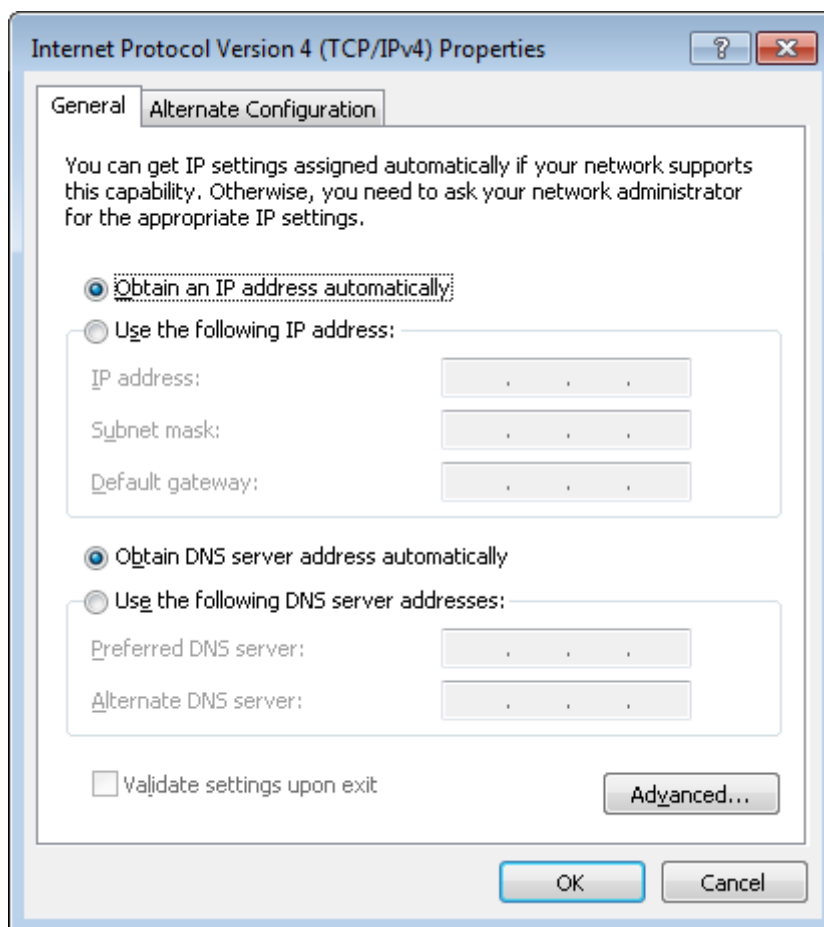 Internet Protocol Version 4 (TCP/IPv4) Properties
General
Alternate Configuration
You can get IP settings assigned automatically if your network supports
this capability. Otherwise, you need to ask your network administrator
for the appropriate IP settings.
Obtain an IP address automatically
Use the following IP address:
IP address:
Subnet mask:
Default gateway:
Obtain DNS server address automatically
Use the following DNS server addresses:
Preferred DNS server:
Alternate DNS server:
Validate settings upon exit
Advanced...
OK
Cancel